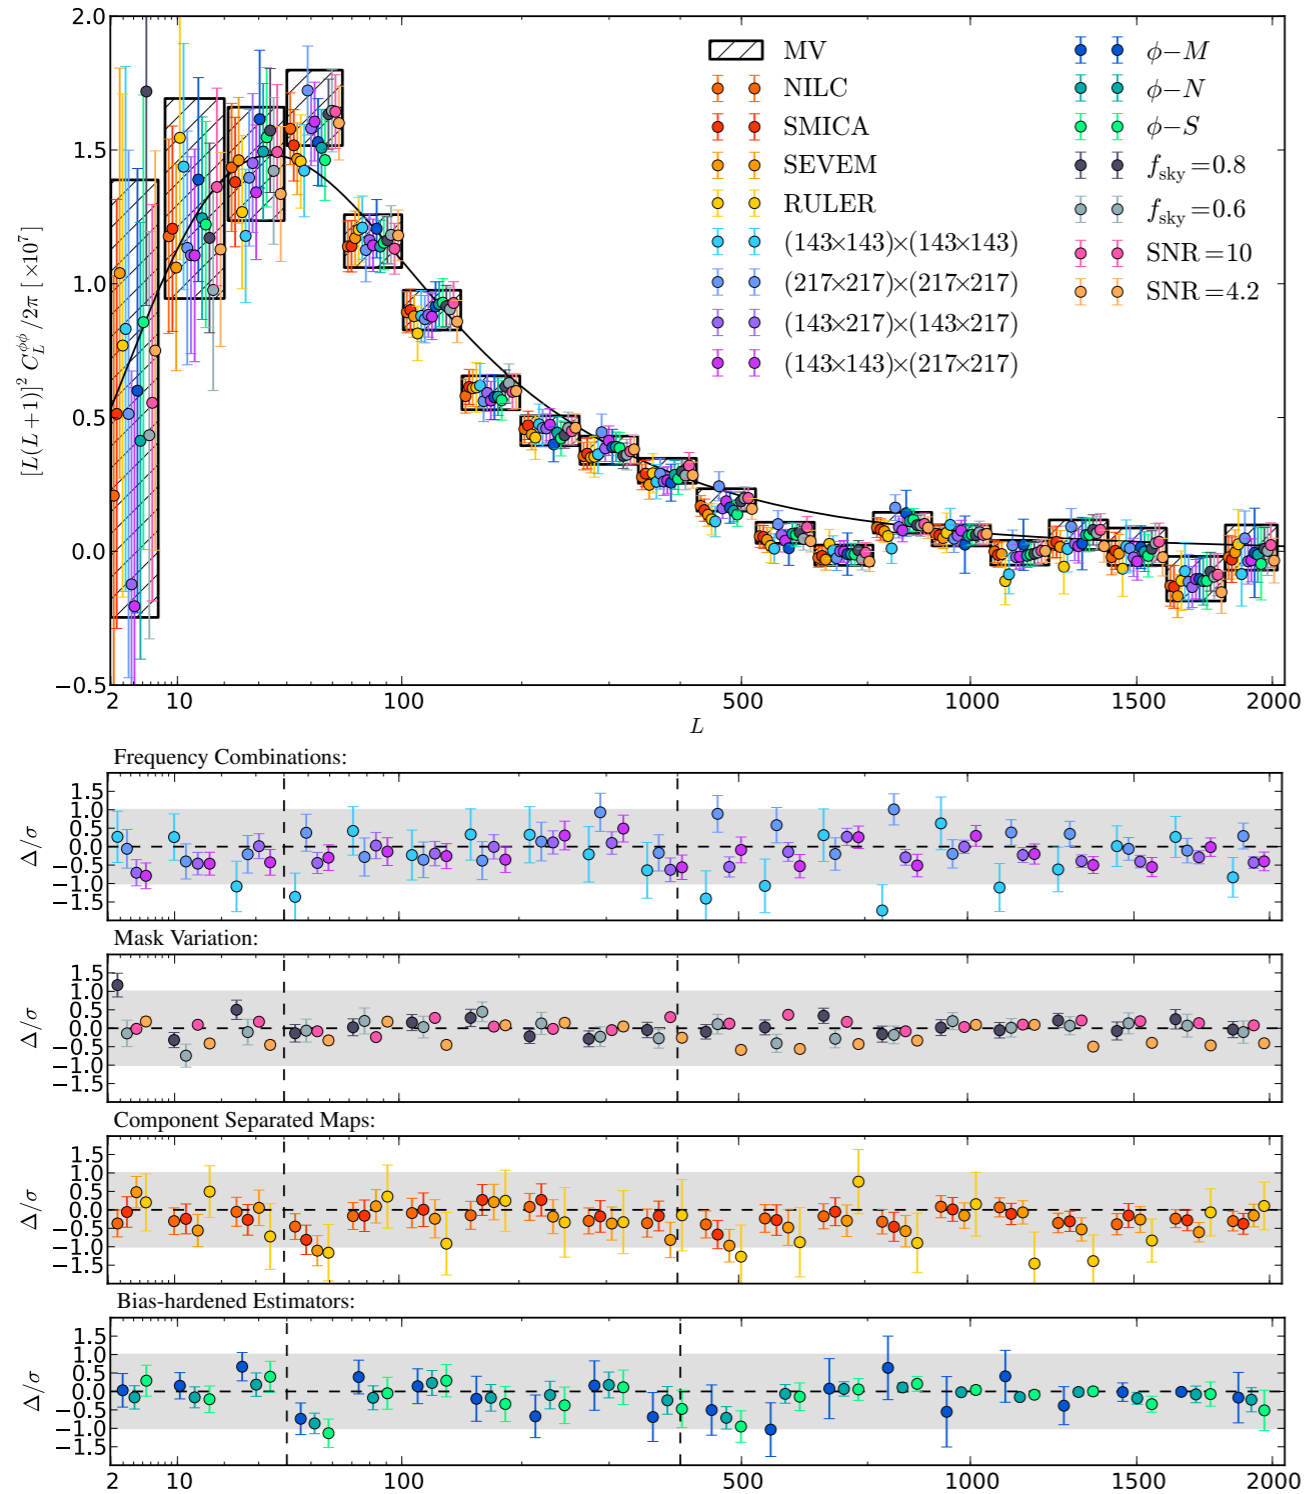 2.0
1.5
1.0
0.5
0.0
−0.5
[L(L+1)]² C_L^{ϕϕ}/2π [×10⁷]
MV
NILC
SMICA
SEVEM
RULER
(143×143)×(143×143)
(217×217)×(217×217)
(143×217)×(143×217)
(143×143)×(217×217)
ϕ−M
ϕ−N
ϕ−S
f_sky=0.8
f_sky=0.6
SNR=10
SNR=4.2
2 10 100 500 1000 1500 2000
L
Frequency Combinations:
1.5
1.0
0.5
0.0
−0.5
−1.0
−1.5
Δ/σ
Mask Variation:
1.5
1.0
0.5
0.0
−0.5
−1.0
−1.5
Δ/σ
Component Separated Maps:
1.5
1.0
0.5
0.0
−0.5
−1.0
−1.5
Δ/σ
Bias-hardened Estimators:
1.5
1.0
0.5
0.0
−0.5
−1.0
−1.5
Δ/σ
2 10 100 500 1000 1500 2000